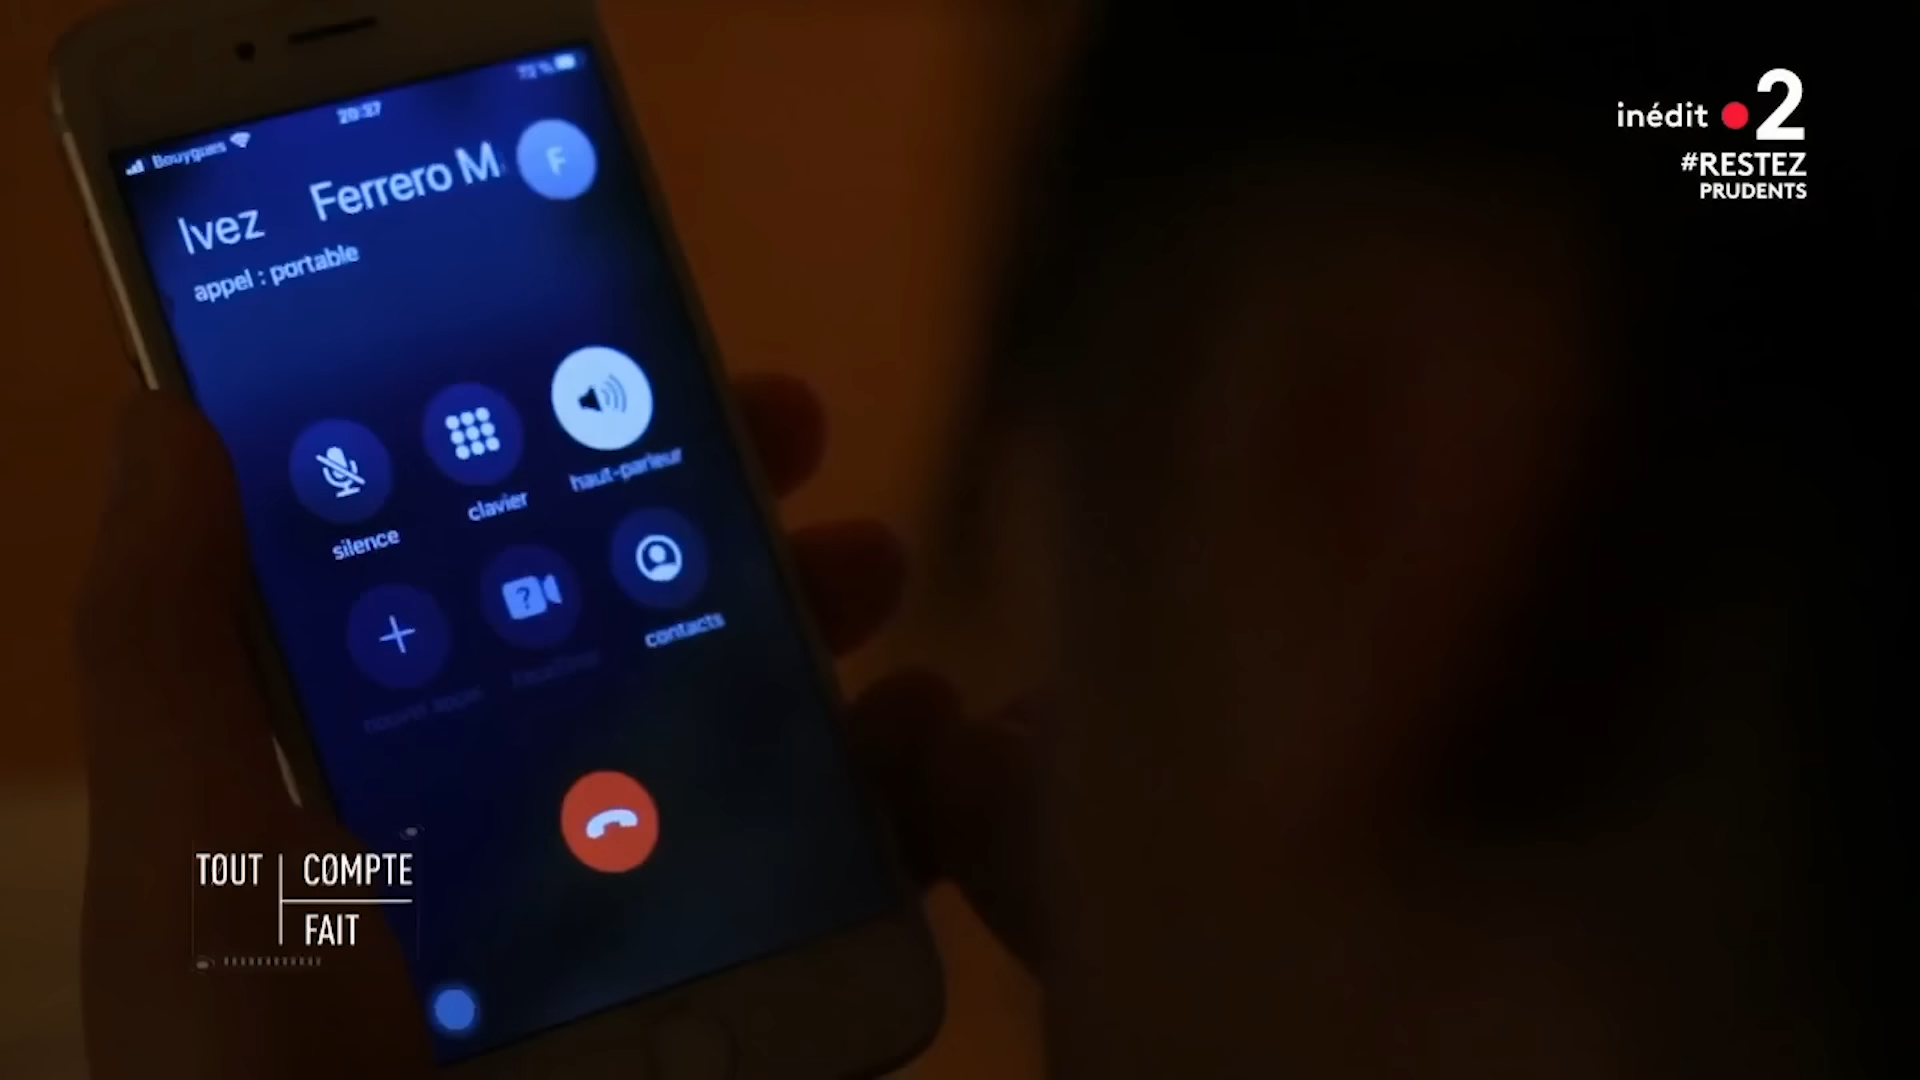 72 %
20:37
Bouygues
Ivez Ferrero M.
F
appel : portable
silence
clavier
haut-parleur
contacts
inédit 2
#RESTEZ
PRUDENTS
TOUT COMPTE
FAIT